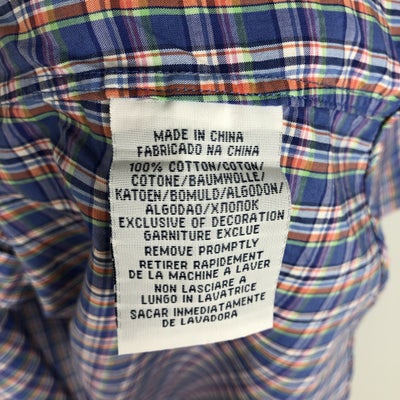 MADE IN CHINA
FABRICADO NA CHINA
100% COTTON/COTON/
COTONE/BAUMWOLLE/
KATOEN/BOMULD/ALGODON/
ALGODAO/ХЛОПОК
EXCLUSIVE OF DECORATION
GARNITURE EXCLUE
REMOVE PROMPTLY
RETIRER RAPIDEMENT
DE LA MACHINE A LAVER
NON LASCIARE A
LUNGO IN LAVATRICE
SACAR INMEDIATAMENTE
DE LAVADORA